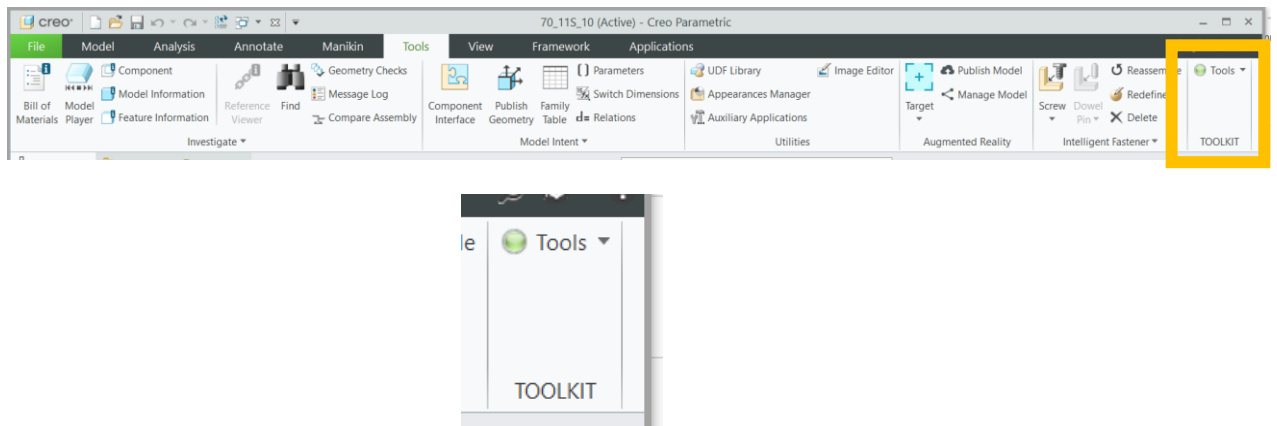 creo 70_11S_10 (Active) - Creo Parametric
File Model Analysis Annotate Manikin Tools View Framework Applications
Bill of Materials
Model Player
Component
Model Information
Feature Information
Reference Viewer
Find
Geometry Checks
Message Log
Compare Assembly
Investigate
Component Interface
Publish Geometry
Family Table
[ ] Parameters
Switch Dimensions
d= Relations
Model Intent
UDF Library
Appearances Manager
Auxiliary Applications
Image Editor
Utilities
Target
Publish Model
Manage Model
Augmented Reality
Screw
Dowel Pin
Reassemble
Redefine
Delete
Intelligent Fastener
Tools
TOOLKIT
le Tools
TOOLKIT